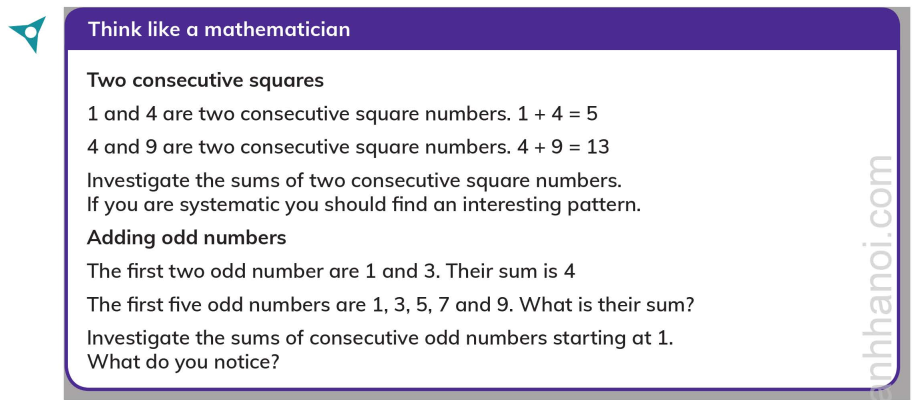 Think like a mathematician
Two consecutive squares
1 and 4 are two consecutive square numbers. 1 + 4 = 5
4 and 9 are two consecutive square numbers. 4 + 9 = 13
Investigate the sums of two consecutive square numbers.
If you are systematic you should find an interesting pattern.
Adding odd numbers
The first two odd number are 1 and 3. Their sum is 4
The first five odd numbers are 1, 3, 5, 7 and 9. What is their sum?
Investigate the sums of consecutive odd numbers starting at 1.
What do you notice?